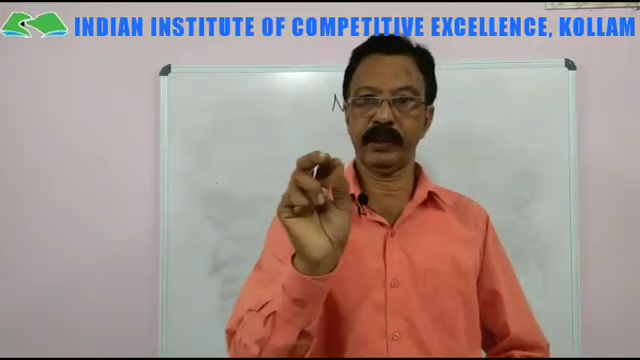 INDIAN INSTITUTE OF COMPETITIVE EXCELLENCE, KOLLAM
N